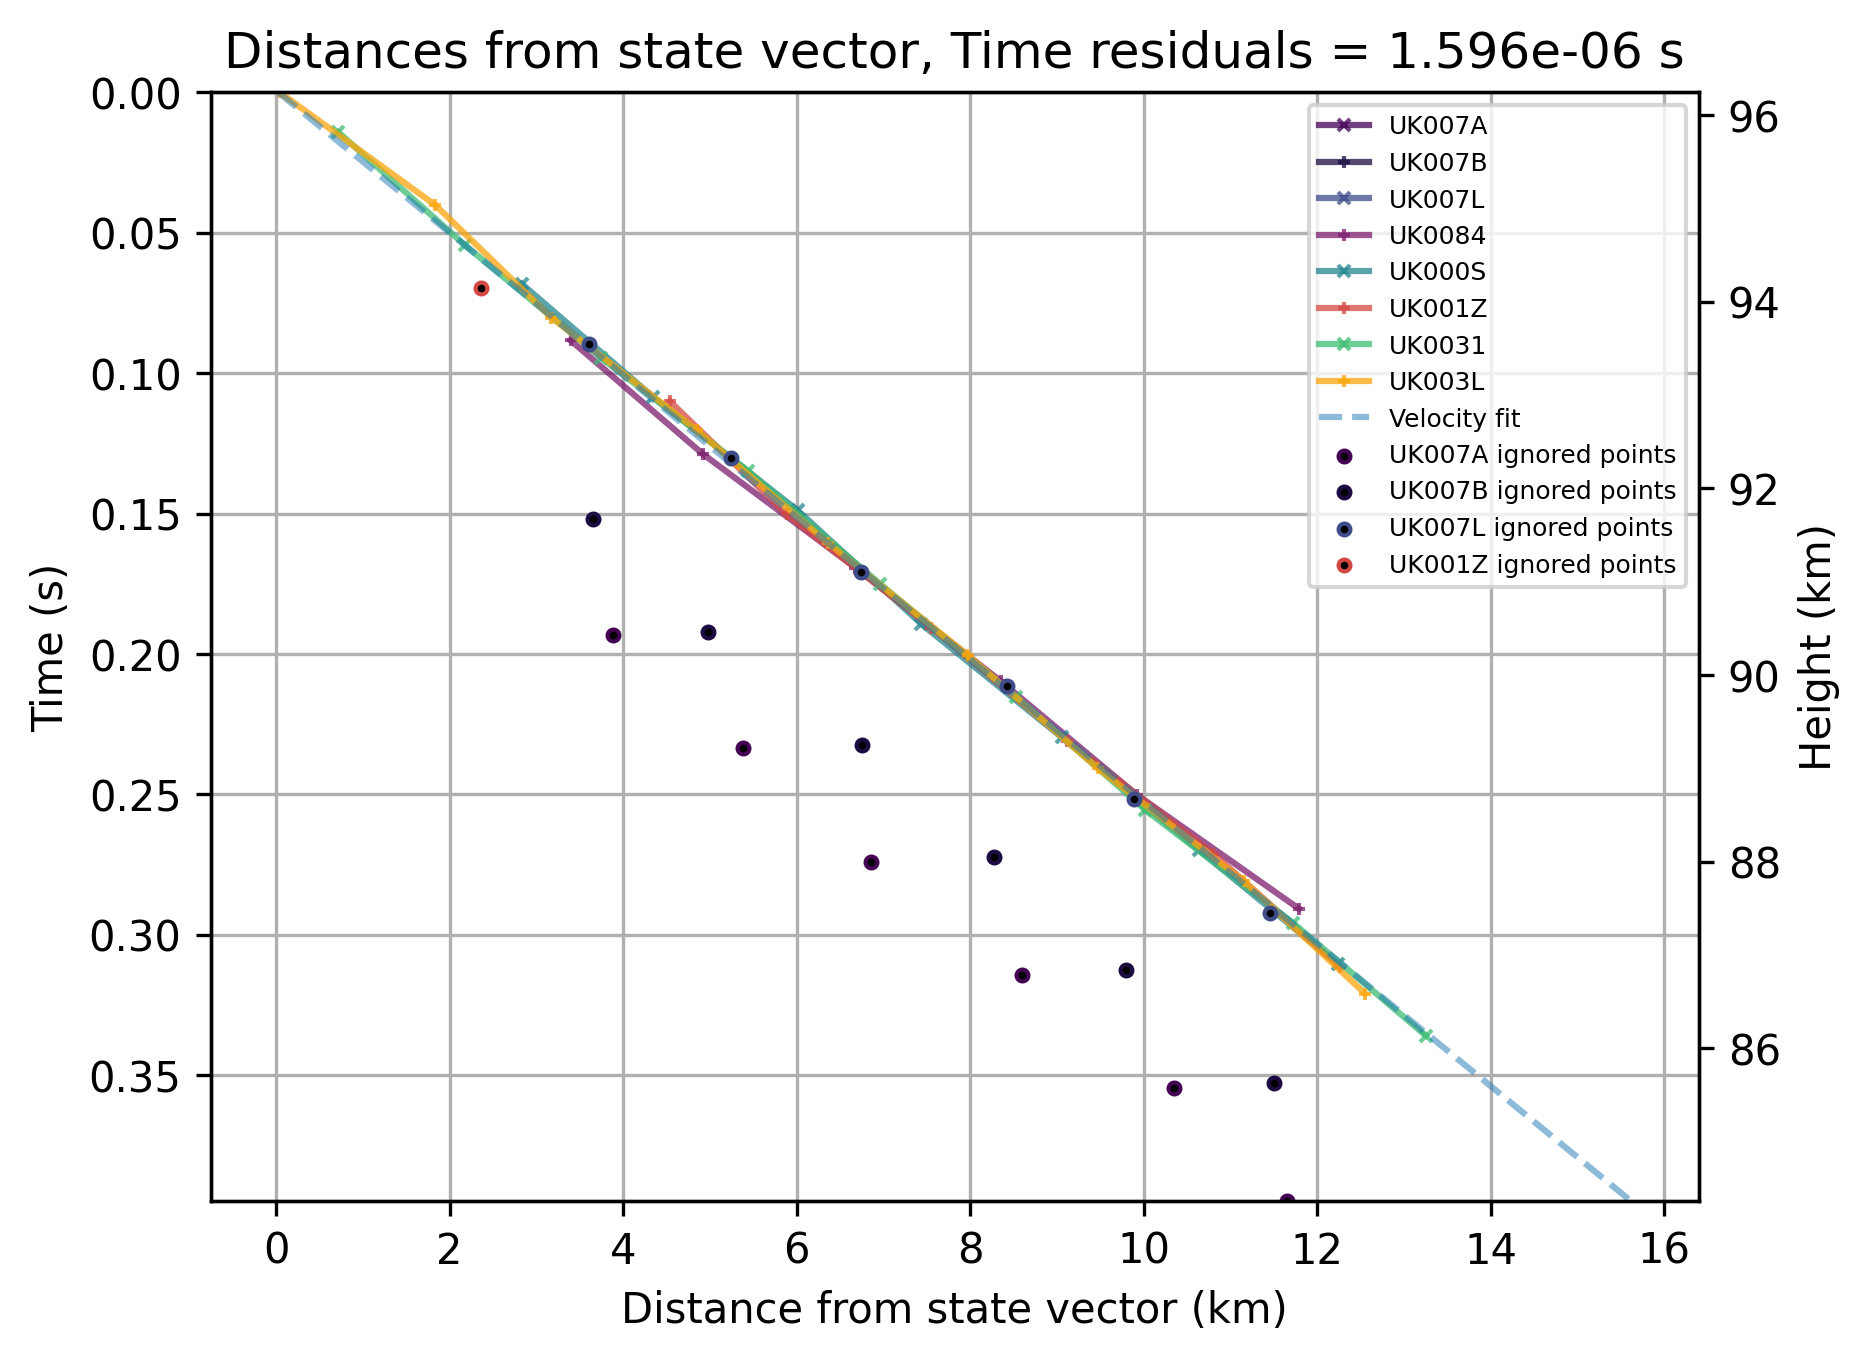 Distances from state vector, Time residuals = 1.596e-06 s
0.00
0.05
0.10
0.15
0.20
0.25
0.30
0.35
Time (s)
96
94
92
90
88
86
Height (km)
UK007A
UK007B
UK007L
UK0084
UK000S
UK001Z
UK0031
UK003L
Velocity fit
UK007A ignored points
UK007B ignored points
UK007L ignored points
UK001Z ignored points
0 2 4 6 8 10 12 14 16
Distance from state vector (km)